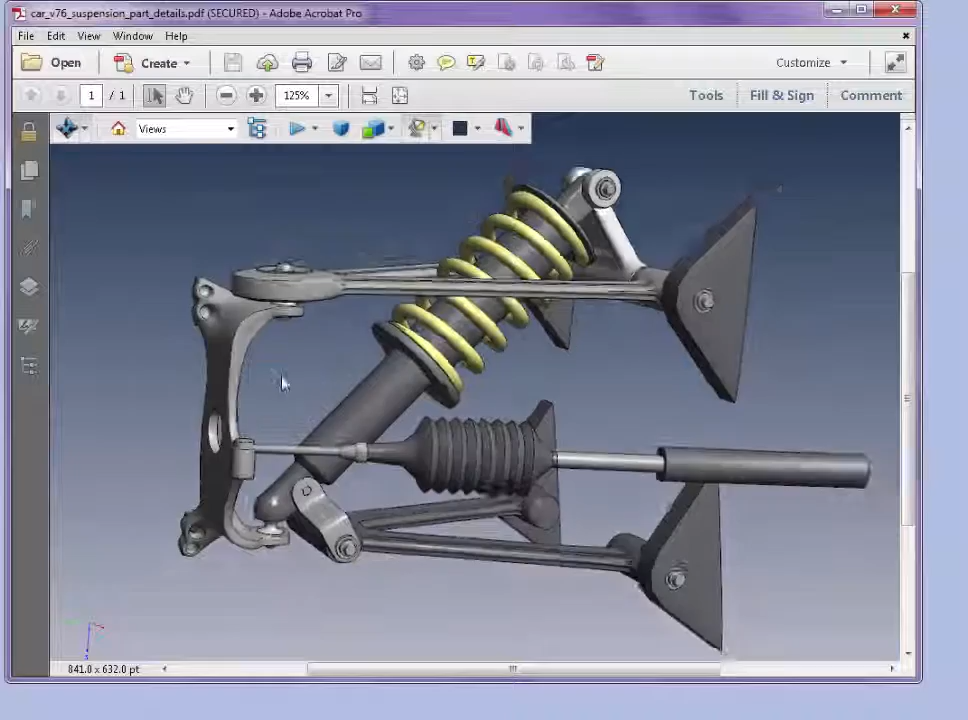 car_v76_suspension_part_details.pdf (SECURED) - Adobe Acrobat Pro
File Edit View Window Help
Open Create Customize
1 / 1 125% Tools Fill & Sign Comment
Views
841.0 x 632.0 pt